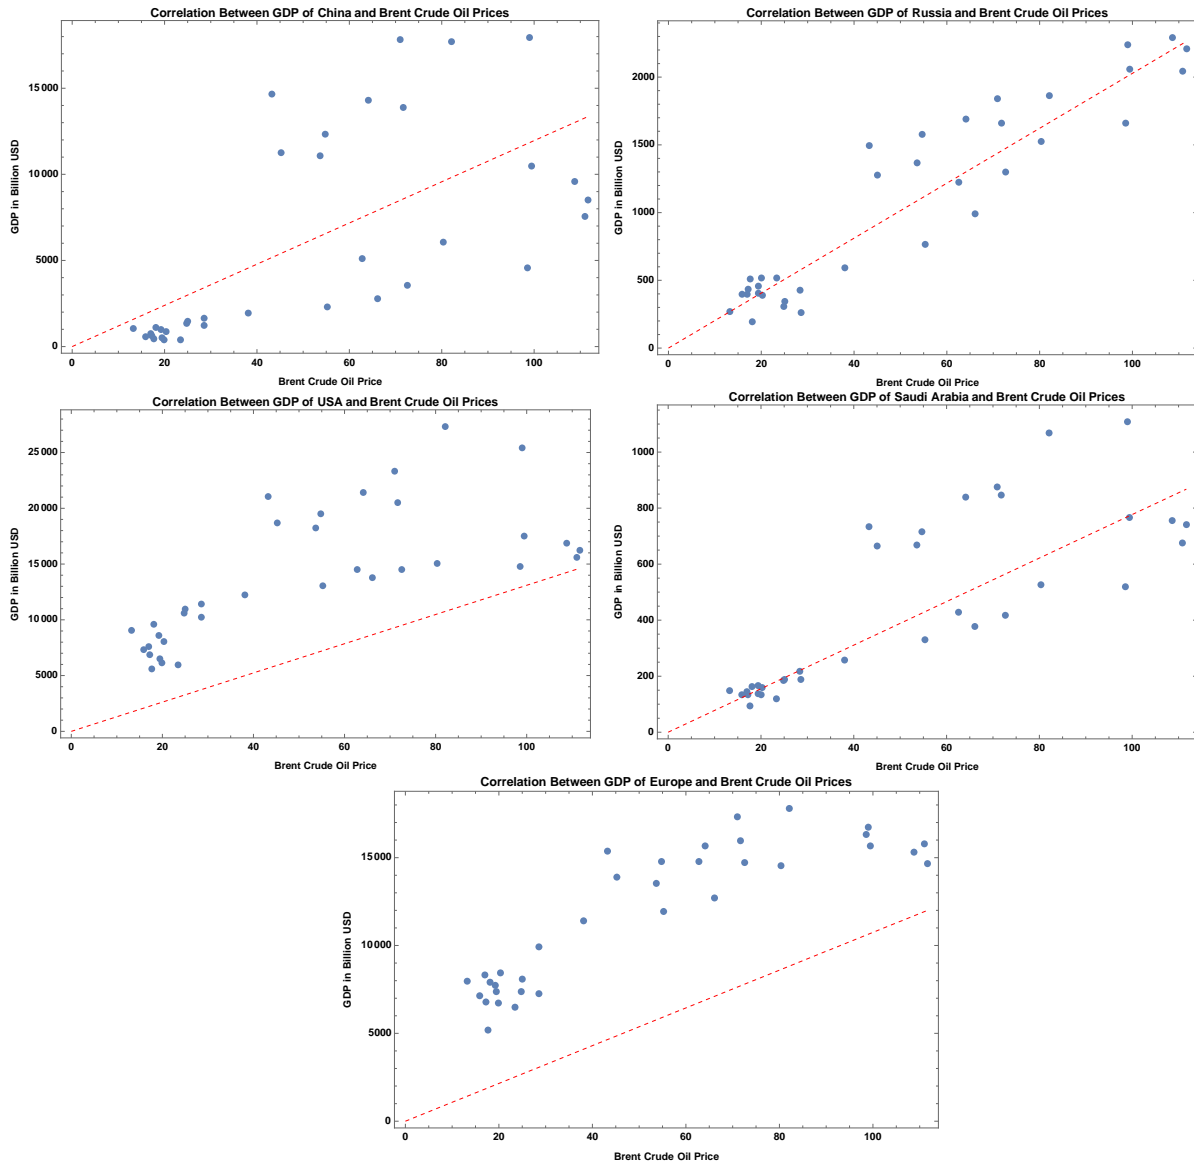 Correlation Between GDP of China and Brent Crude Oil Prices
GDP in Billion USD
15000
10000
5000
0
0 20 40 60 80 100
Brent Crude Oil Price
Correlation Between GDP of Russia and Brent Crude Oil Prices
GDP in Billion USD
2000
1500
1000
500
0
0 20 40 60 80 100
Brent Crude Oil Price
Correlation Between GDP of USA and Brent Crude Oil Prices
GDP in Billion USD
25000
20000
15000
10000
5000
0
0 20 40 60 80 100
Brent Crude Oil Price
Correlation Between GDP of Saudi Arabia and Brent Crude Oil Prices
GDP in Billion USD
1000
800
600
400
200
0
0 20 40 60 80 100
Brent Crude Oil Price
Correlation Between GDP of Europe and Brent Crude Oil Prices
GDP in Billion USD
15000
10000
5000
0
0 20 40 60 80 100
Brent Crude Oil Price